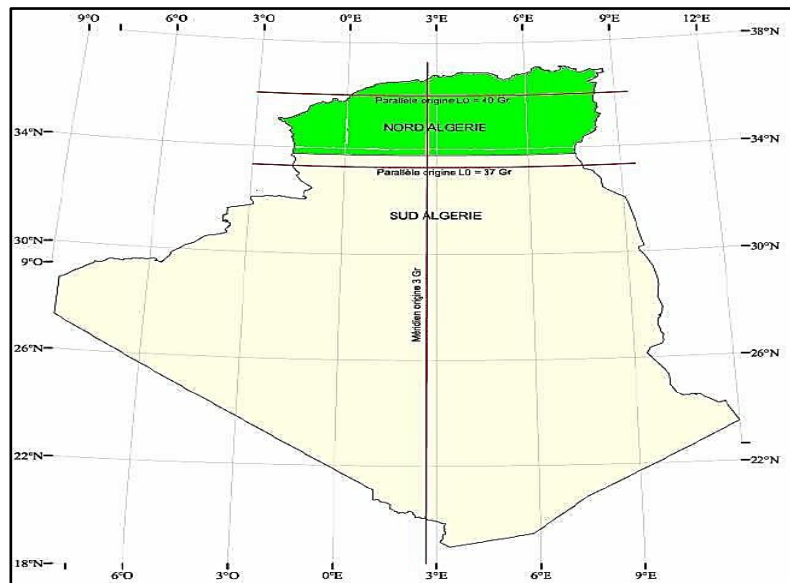 9°O 6°O 3°O 0°E 3°E 6°E 9°E 12°E
38°N
Parallèle origine L0 = 40 Gr
34°N NORD ALGERIE 34°N
Parallèle origine L0 = 37 Gr
SUD ALGERIE
30°N 30°N
9°O
Méridien origine 3 Gr
26°N 26°N
22°N 22°N
18°N
6°O 3°O 0°E 3°E 6°E 9°E